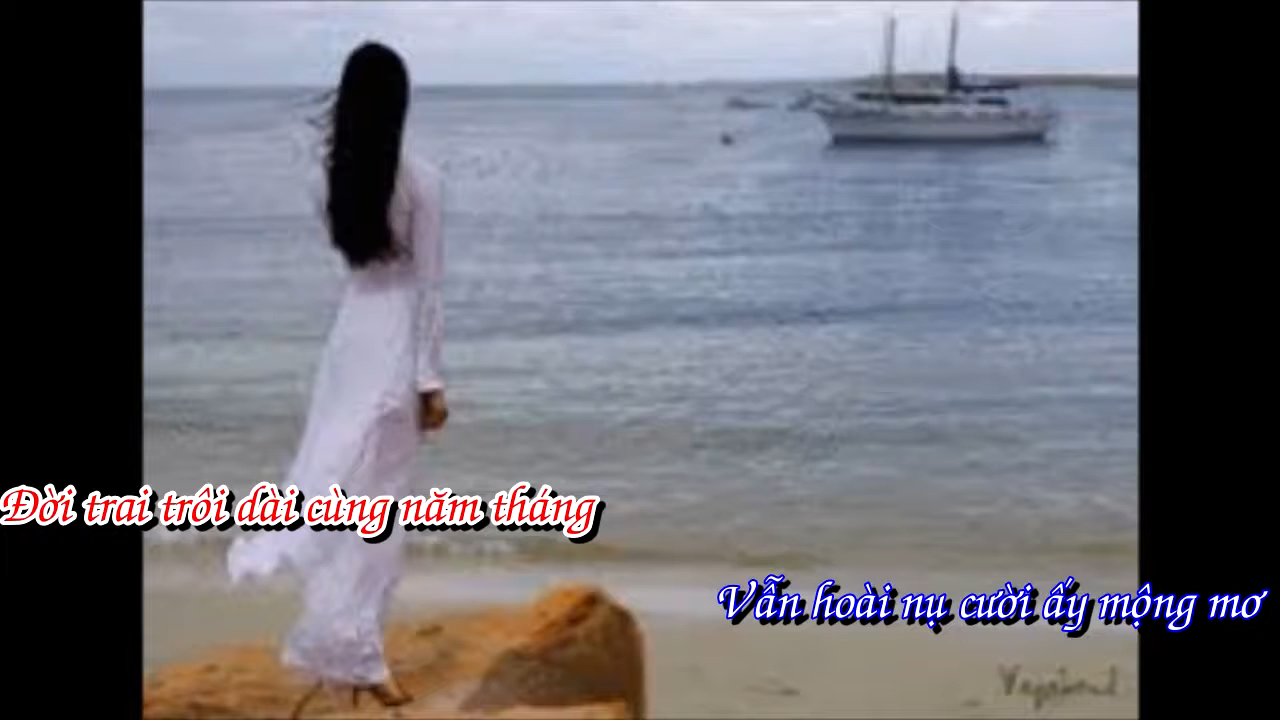 Đời trai trôi dài cùng năm tháng
Vẫn hoài nụ cười ấy mộng mơ